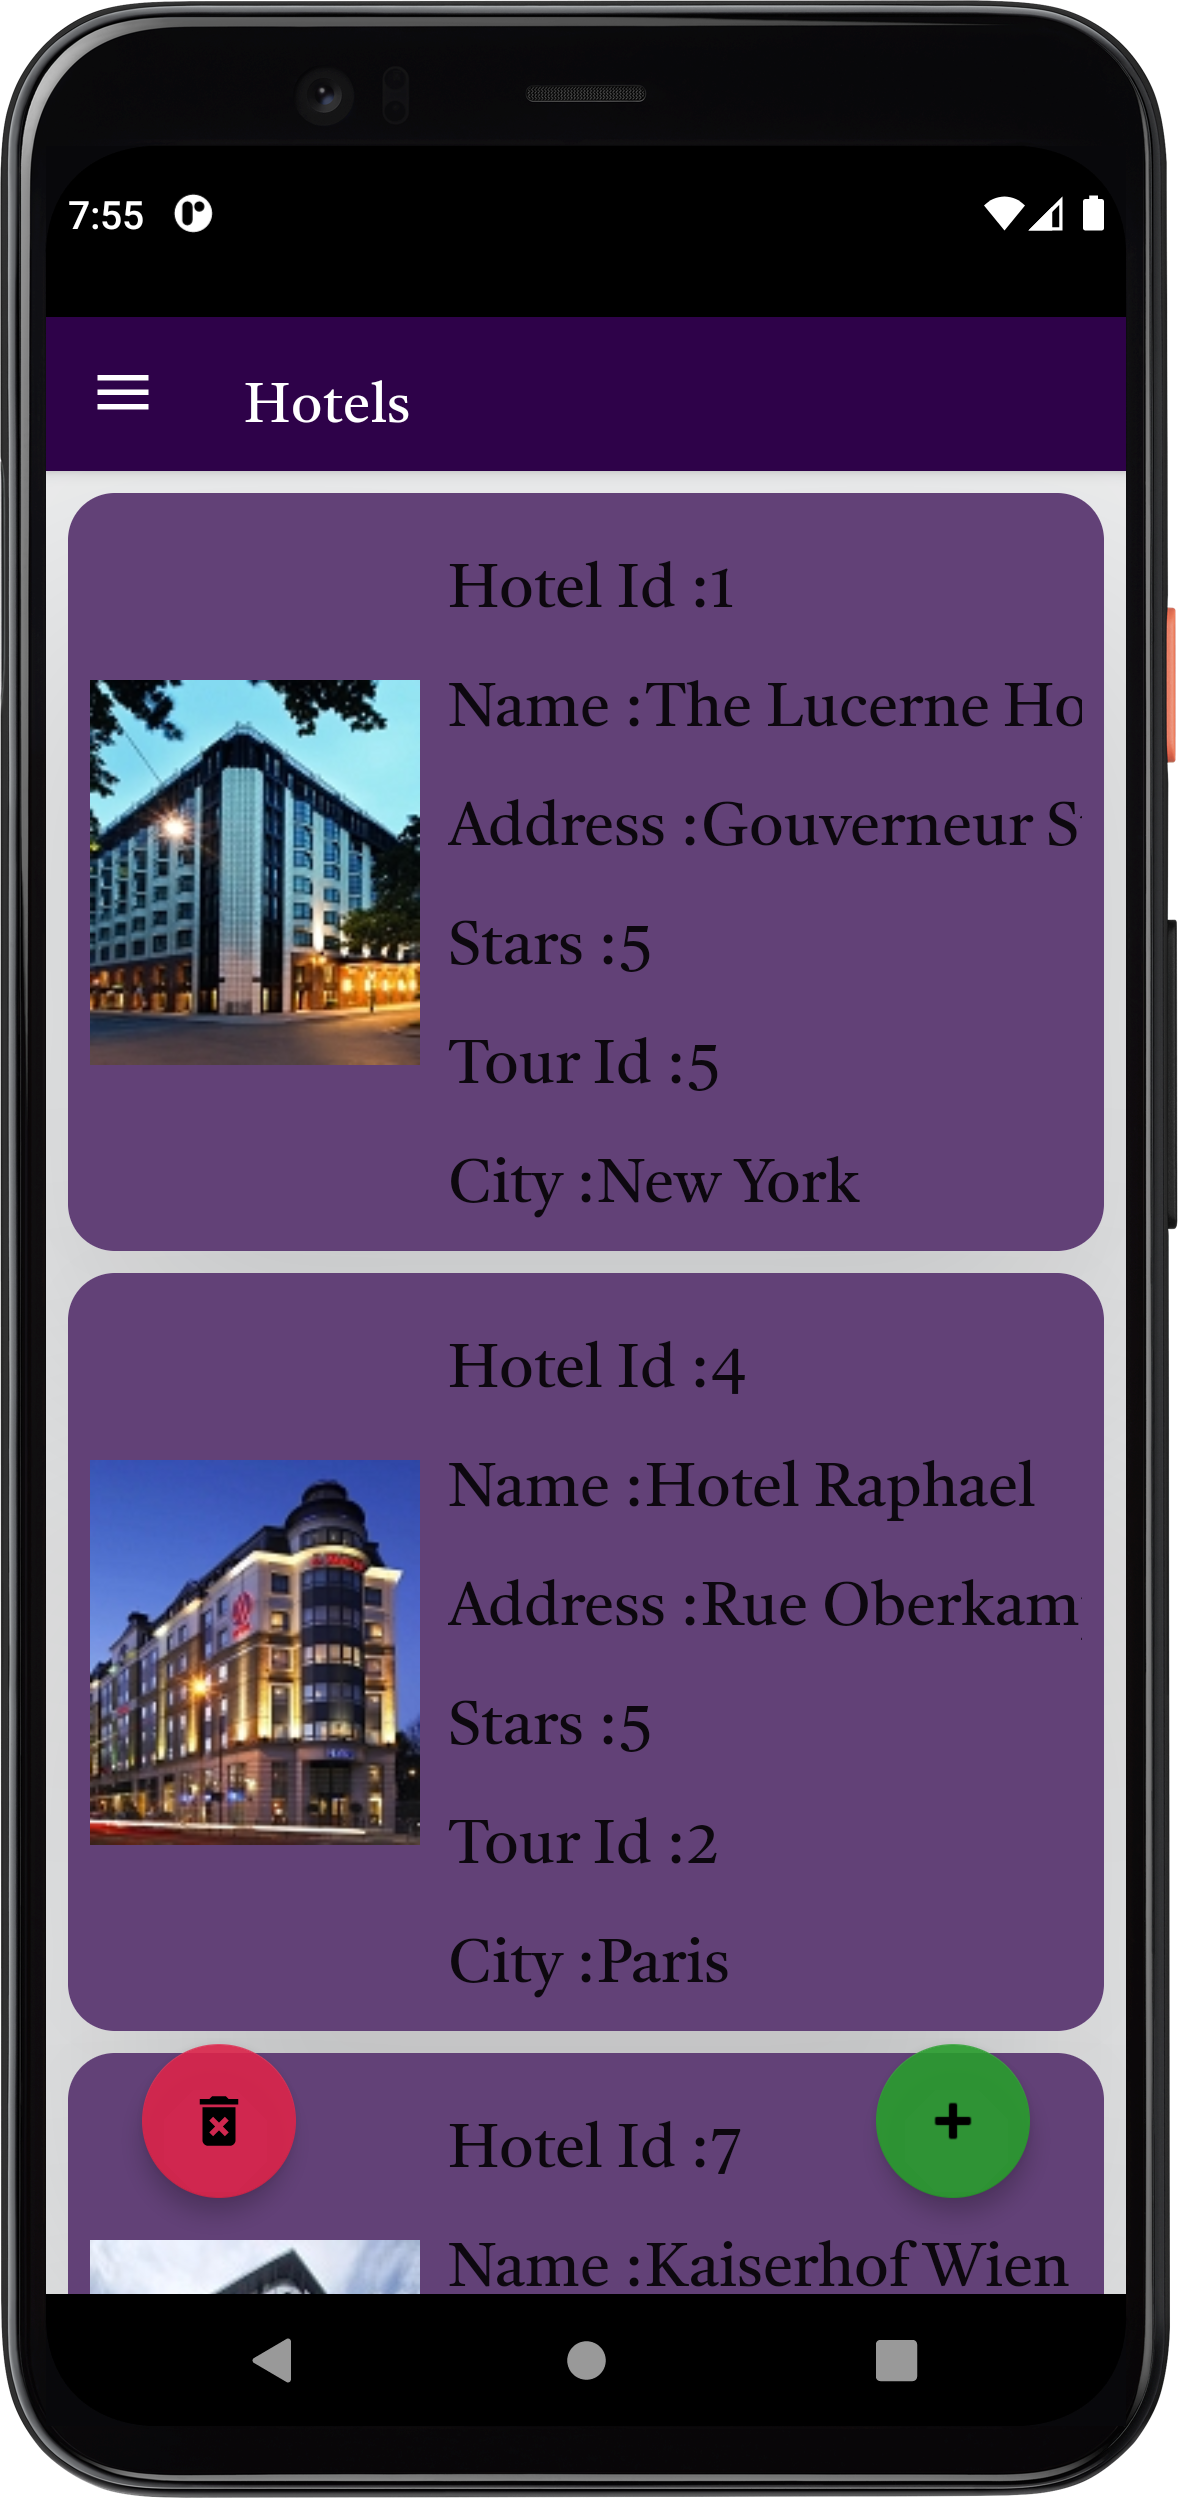 7:55
Hotels
Hotel Id :1
Name :The Lucerne Ho
Address :Gouverneur S
Stars :5
Tour Id :5
City :New York
Hotel Id :4
Name :Hotel Raphael
Address :Rue Oberkam
Stars :5
Tour Id :2
City :Paris
Hotel Id :7
Name :Kaiserhof Wien